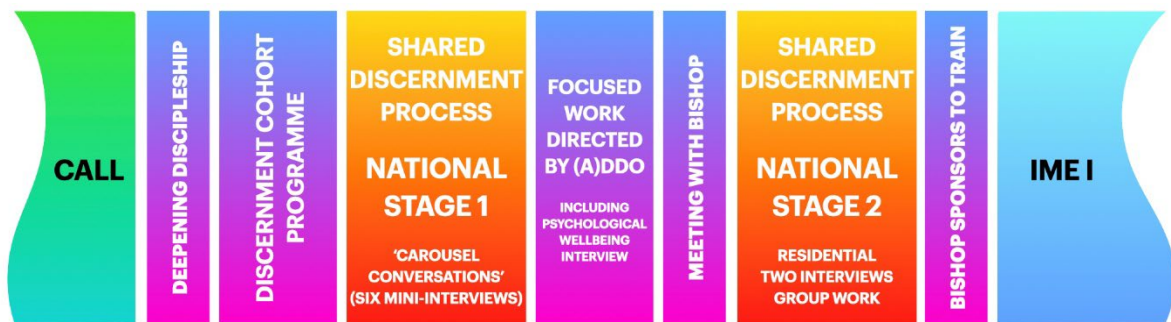 CALL
DEEPENING DISCIPLESHIP
DISCERNMENT COHORT
PROGRAMME
SHARED
DISCERNMENT
PROCESS
NATIONAL
STAGE 1
‘CAROUSEL
CONVERSATIONS’
(SIX MINI-INTERVIEWS)
FOCUSED
WORK
DIRECTED
BY (A)DDO
INCLUDING
PSYCHOLOGICAL
WELLBEING
INTERVIEW
MEETING WITH BISHOP
SHARED
DISCERNMENT
PROCESS
NATIONAL
STAGE 2
RESIDENTIAL
TWO INTERVIEWS
GROUP WORK
BISHOP SPONSORS TO TRAIN
IME I